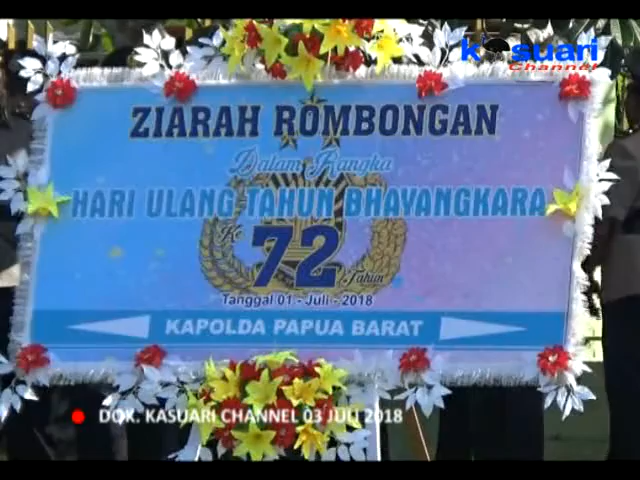 kasuari
Channel
ZIARAH ROMBONGAN
Dalam Rangka
HARI ULANG TAHUN BHAYANGKARA
Ke 72 Tahun
Tanggal 01 - Juli - 2018
KAPOLDA PAPUA BARAT
DOK. KASUARI CHANNEL 03 JULI 2018